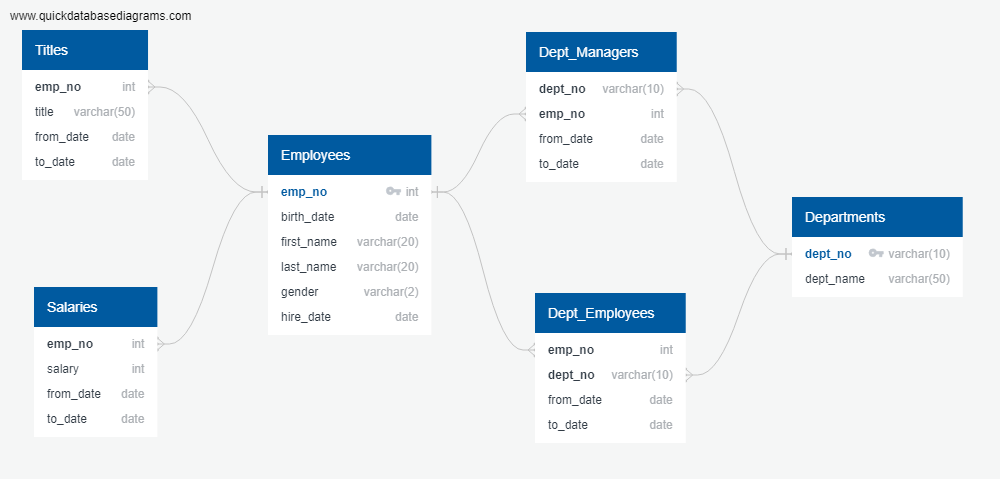 www.quickdatabasediagrams.com
Titles
emp_no int
title varchar(50)
from_date date
to_date date
Salaries
emp_no int
salary int
from_date date
to_date date
Employees
emp_no int
birth_date date
first_name varchar(20)
last_name varchar(20)
gender varchar(2)
hire_date date
Dept_Managers
dept_no varchar(10)
emp_no int
from_date date
to_date date
Dept_Employees
emp_no int
dept_no varchar(10)
from_date date
to_date date
Departments
dept_no varchar(10)
dept_name varchar(50)